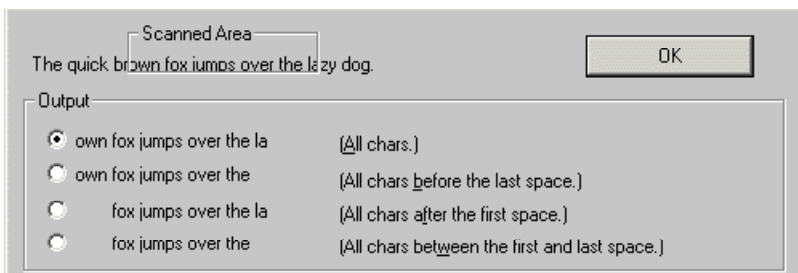 Scanned Area
The quick brown fox jumps over the lazy dog.
OK
Output
own fox jumps over the la (All chars.)
own fox jumps over the (All chars before the last space.)
fox jumps over the la (All chars after the first space.)
fox jumps over the (All chars between the first and last space.)